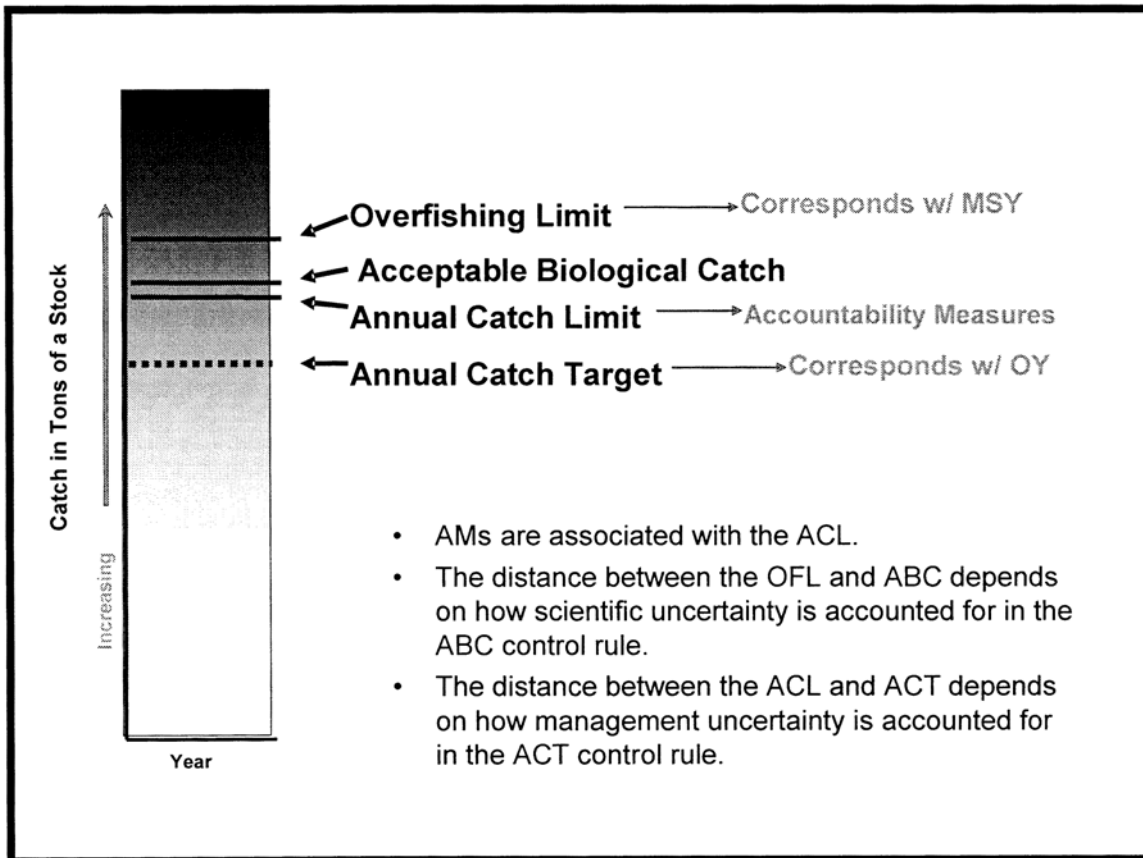 Overfishing Limit
Corresponds w/ MSY
Acceptable Biological Catch
Annual Catch Limit
Accountability Measures
Annual Catch Target
Corresponds w/ OY
Catch in Tons of a Stock
Increasing
Year
• AMs are associated with the ACL.
• The distance between the OFL and ABC depends
on how scientific uncertainty is accounted for in the
ABC control rule.
• The distance between the ACL and ACT depends
on how management uncertainty is accounted for
in the ACT control rule.